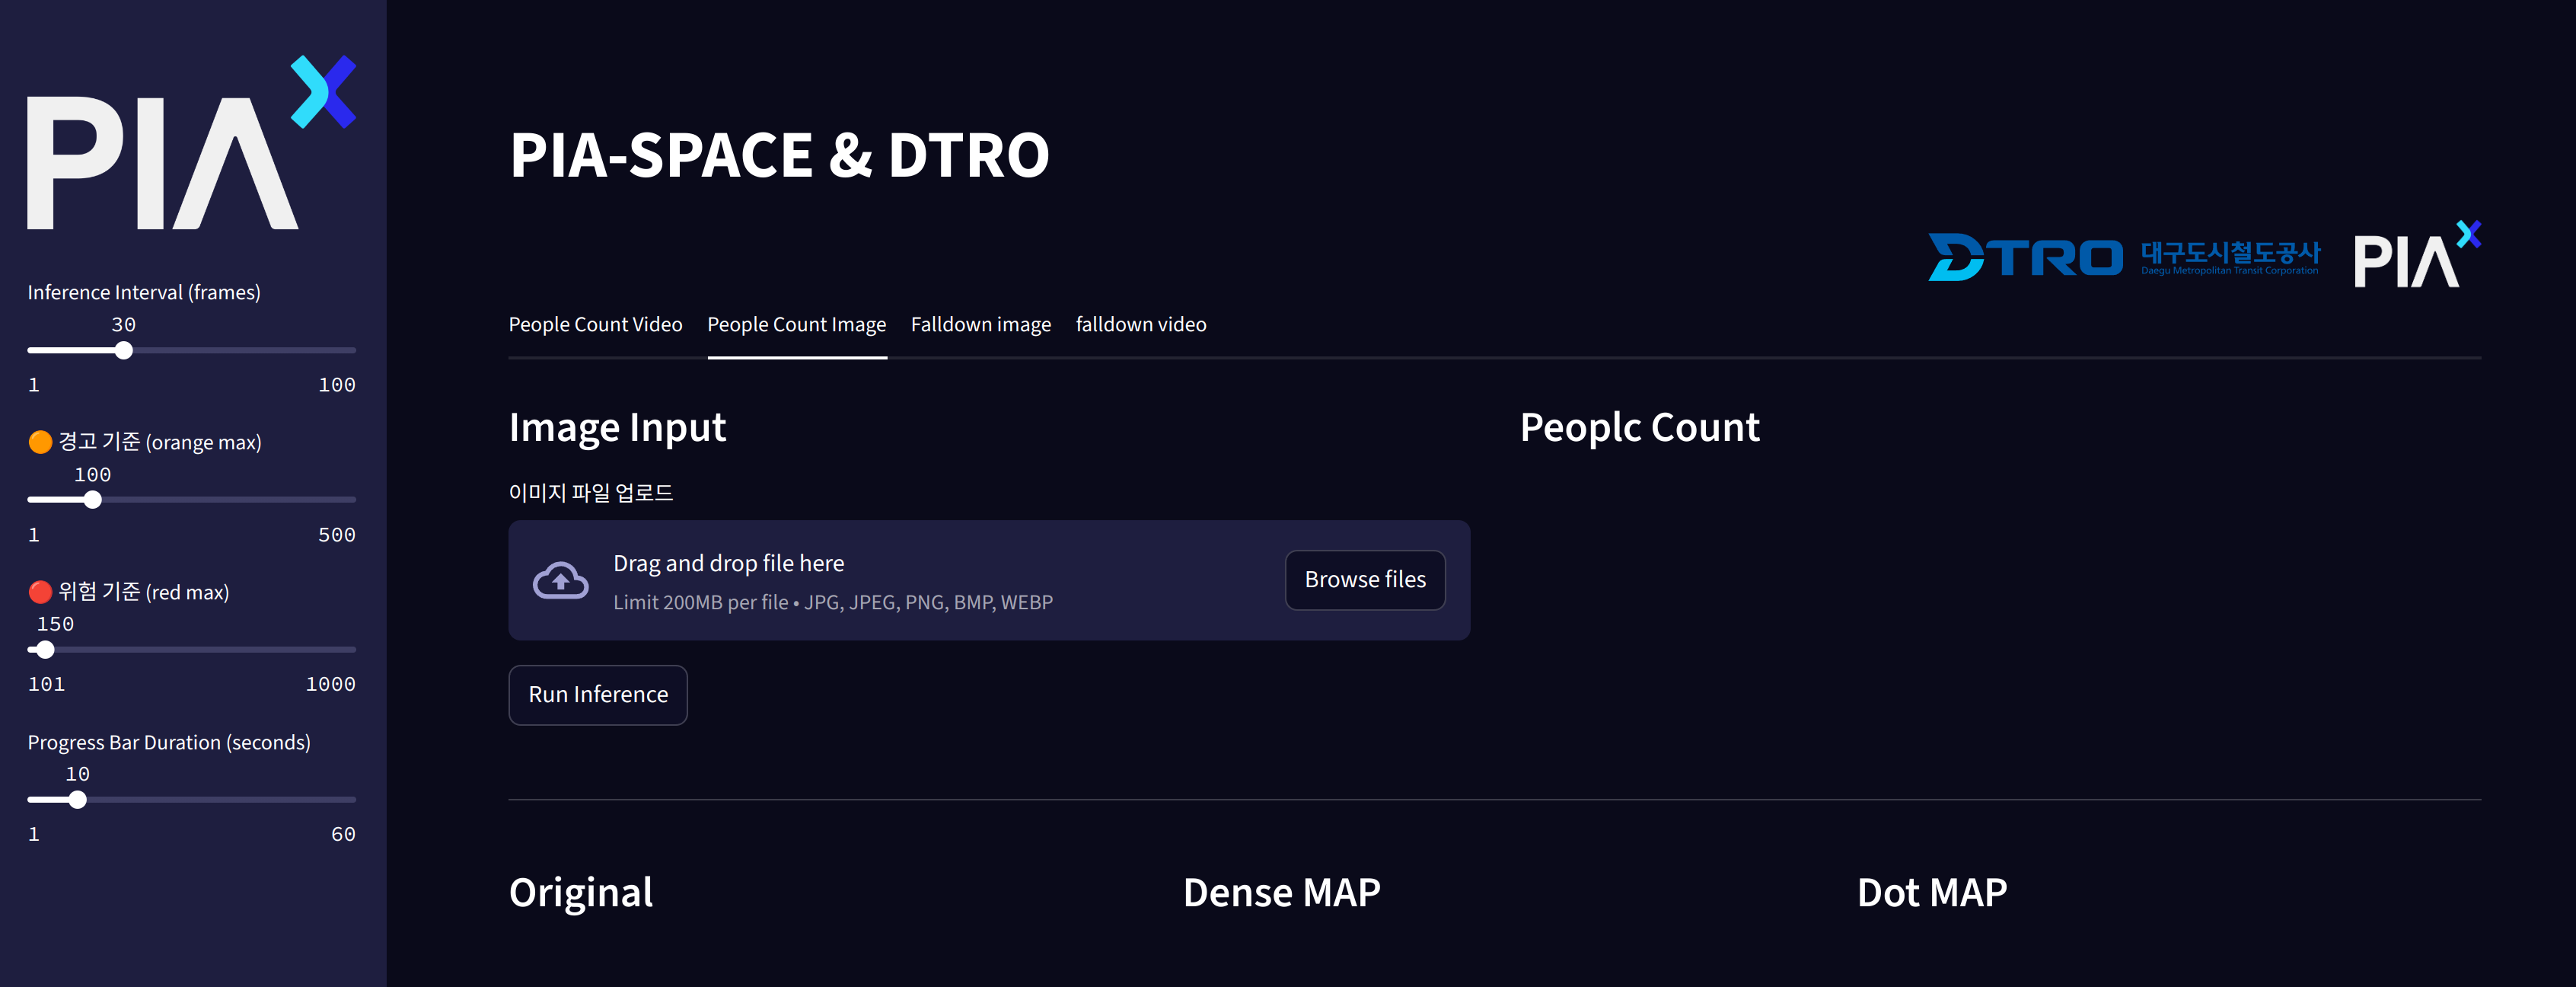 PIA
Inference Interval (frames)
30
1 100
🟠 경고 기준 (orange max)
100
1 500
🔴 위험 기준 (red max)
150
101 1000
Progress Bar Duration (seconds)
10
1 60
PIA-SPACE & DTRO
DTRO 대구도시철도공사 PIA
Daegu Metropolitan Transit Corporation
People Count Video People Count Image Falldown image falldown video
Image Input
이미지 파일 업로드
Drag and drop file here
Limit 200MB per file • JPG, JPEG, PNG, BMP, WEBP
Browse files
Run Inference
Peoplc Count
Original Dense MAP Dot MAP